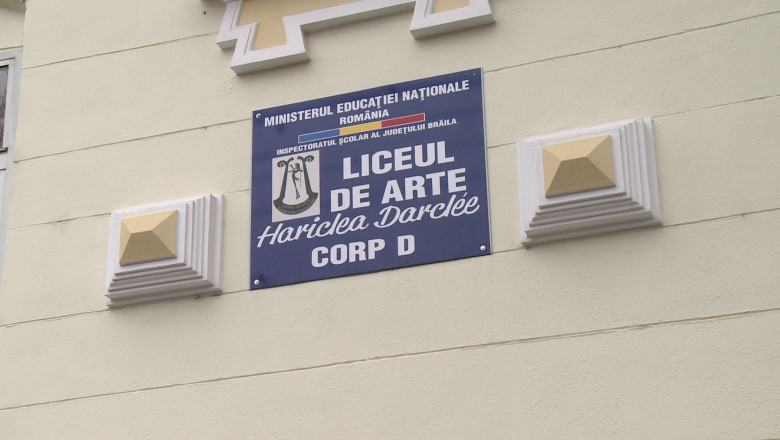 MINISTERUL EDUCAȚIEI NAȚIONALE
ROMÂNIA
INSPECTORATUL ȘCOLAR AL JUDEȚULUI BRĂILA
LICEUL
DE ARTE
Hariclea Darclée
CORP D